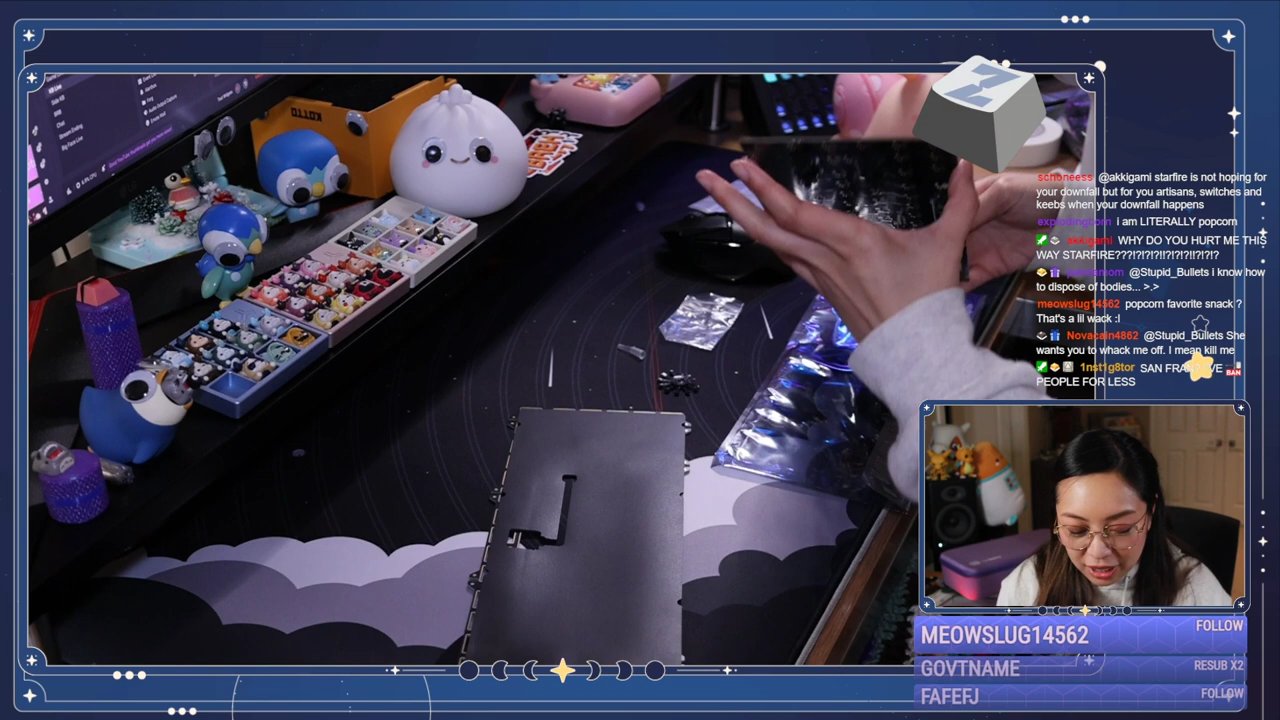 KOTTO
Z
schoneess @akkigami starfire is not hoping for
your downfall but for you artisans, switches and
keebs when your downfall happens
i am LITERALLY popcorn
akkigami WHY DO YOU HURT ME THIS
WAY STARFIRE???!?!?!!?!?!?!?!?
@Stupid_Bullets i know how
to dispose of bodies... >.>
meowslug14562 popcorn favorite snack ?
That's a lil wack :l
Novacain4862 @Stupid_Bullets She
wants you to whack me off. I mean kill me
1nst1g8tor SAN
BAN
PEOPLE FOR LESS
MEOWSLUG14562
FOLLOW
GOVTNAME
RESUB X2
FAFEFJ
FOLLOW